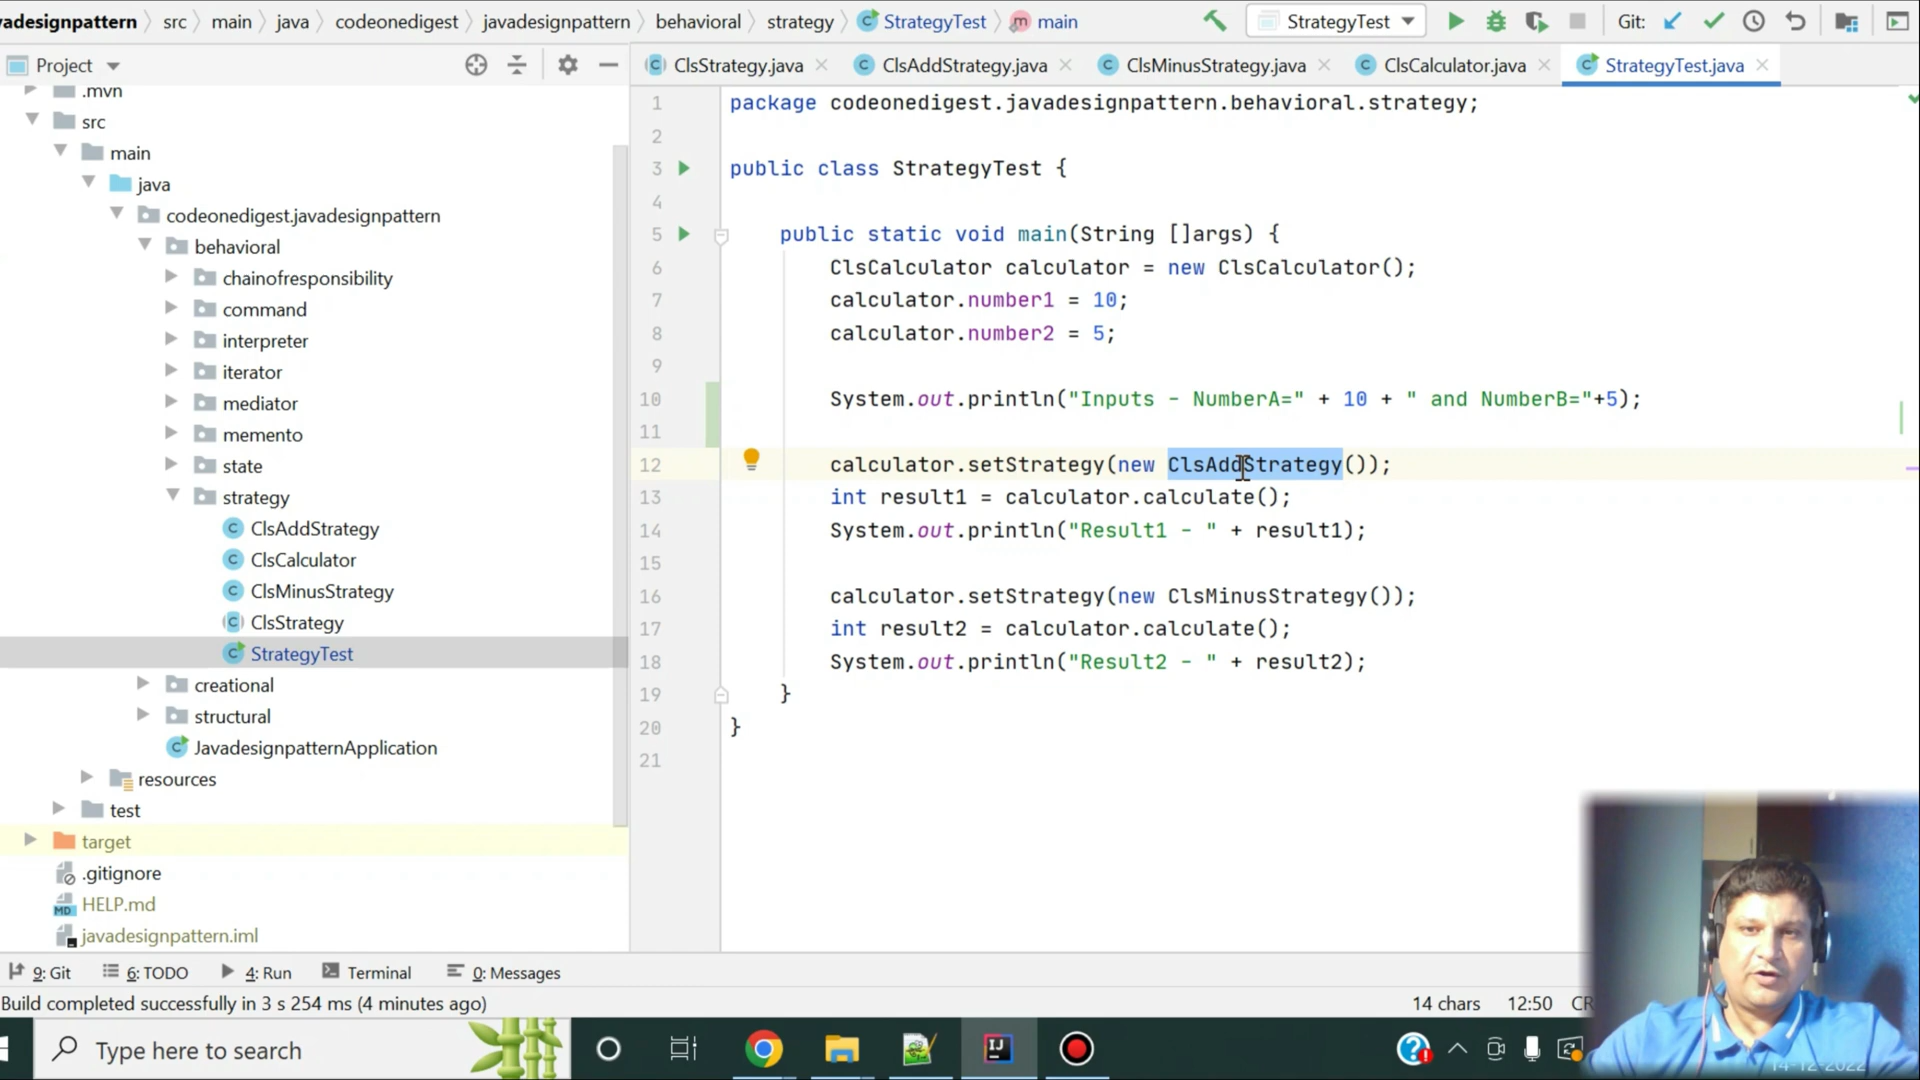 javadesignpattern > src > main > java > codeonedigest > javadesignpattern > behavioral > strategy > StrategyTest > main
StrategyTest
Git:
Project
ClsStrategy.java
ClsAddStrategy.java
ClsMinusStrategy.java
ClsCalculator.java
StrategyTest.java
.mvn
src
main
java
codeonedigest.javadesignpattern
behavioral
chainofresponsibility
command
interpreter
iterator
mediator
memento
state
strategy
ClsAddStrategy
ClsCalculator
ClsMinusStrategy
ClsStrategy
StrategyTest
creational
structural
JavadesignpatternApplication
resources
test
target
.gitignore
HELP.md
javadesignpattern.iml
1 package codeonedigest.javadesignpattern.behavioral.strategy;
2
3 public class StrategyTest {
4
5 public static void main(String []args) {
6 ClsCalculator calculator = new ClsCalculator();
7 calculator.number1 = 10;
8 calculator.number2 = 5;
9
10 System.out.println("Inputs - NumberA=" + 10 + " and NumberB="+5);
11
12 calculator.setStrategy(new ClsAddStrategy());
13 int result1 = calculator.calculate();
14 System.out.println("Result1 - " + result1);
15
16 calculator.setStrategy(new ClsMinusStrategy());
17 int result2 = calculator.calculate();
18 System.out.println("Result2 - " + result2);
19 }
20 }
21
9: Git
6: TODO
4: Run
Terminal
0: Messages
Build completed successfully in 3 s 254 ms (4 minutes ago)
14 chars
12:50
Type here to search
14-12-2022